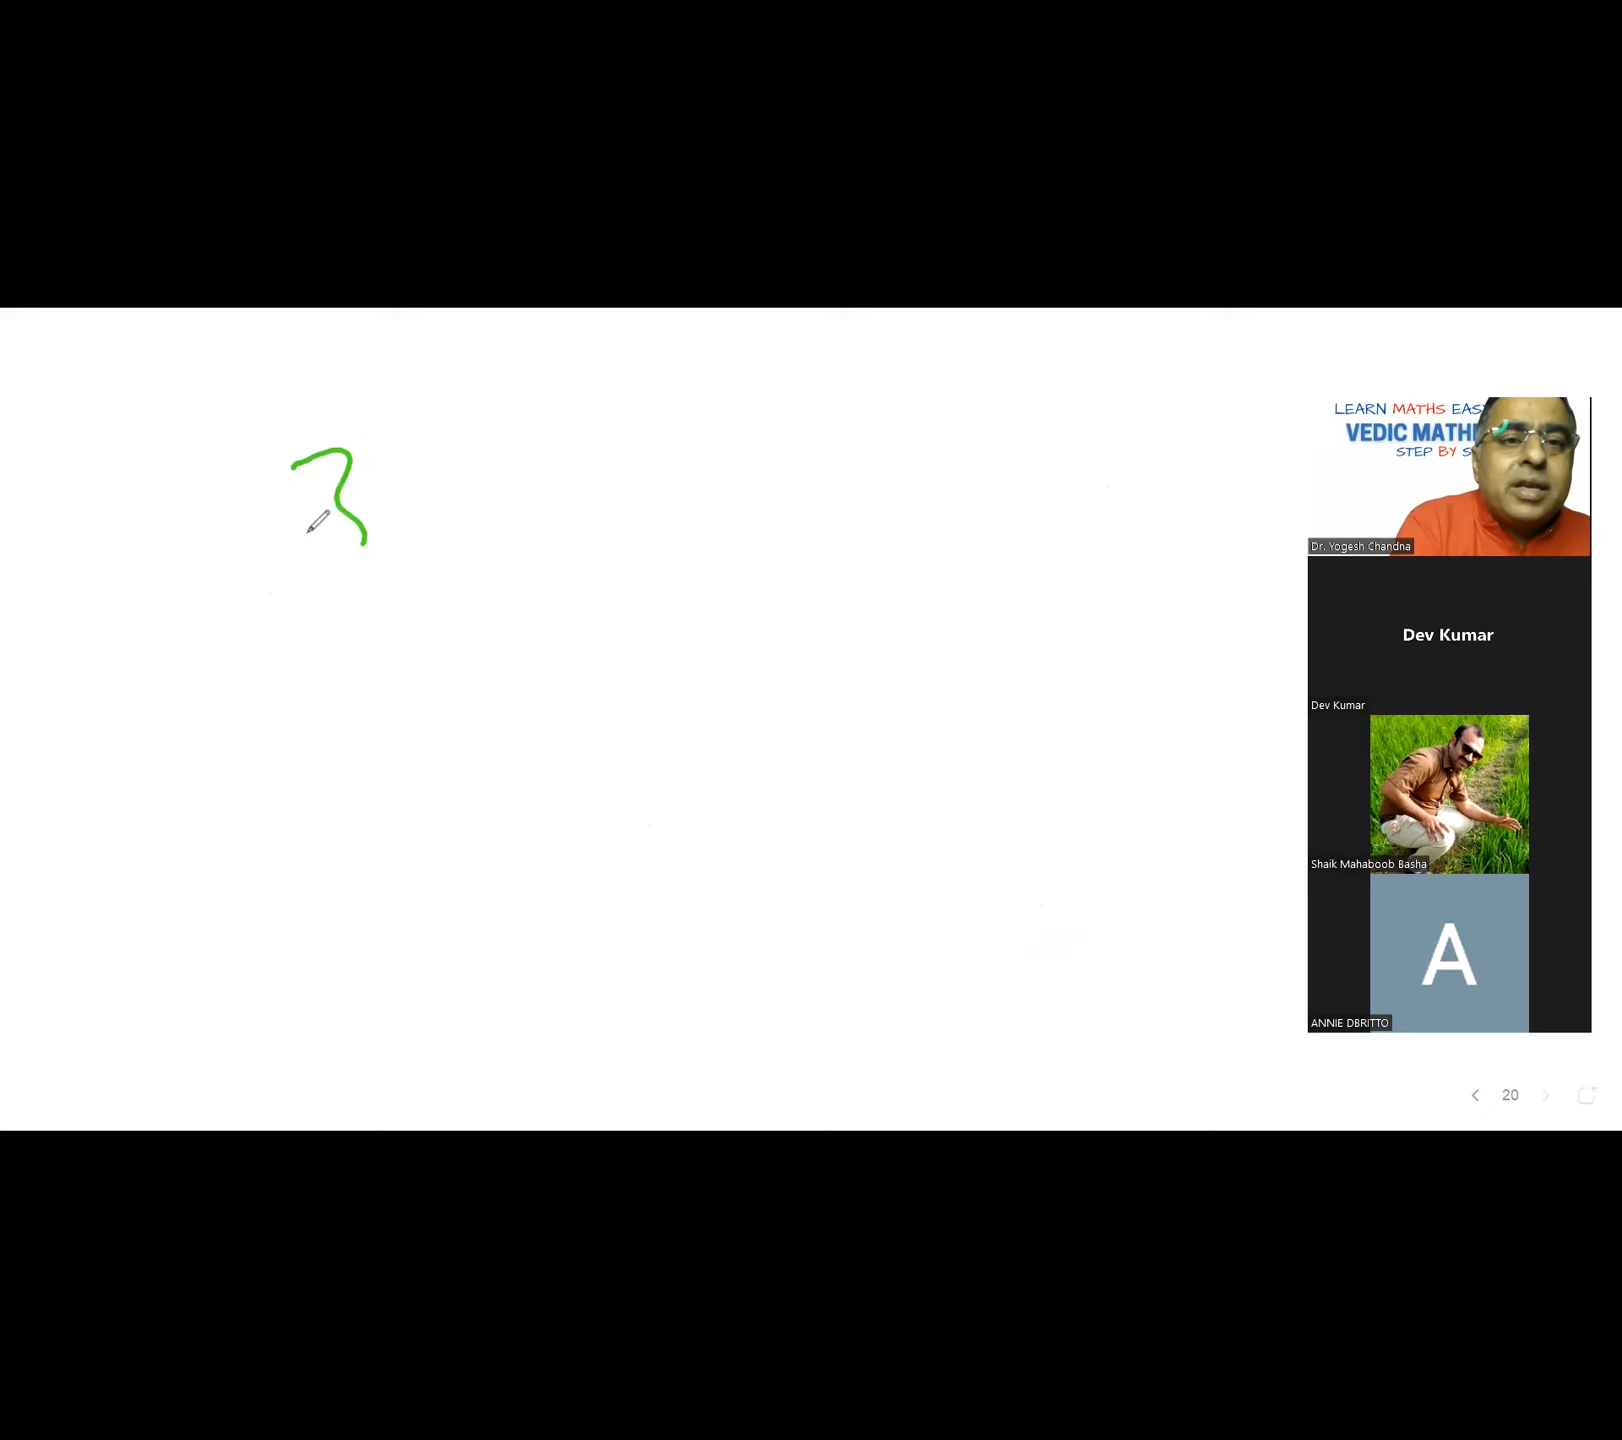 3
LEARN MATHS EAS
VEDIC MATH
STEP BY S
Dr. Yogesh Chandna
Dev Kumar
Dev Kumar
Shaik Mahaboob Basha
A
ANNIE DBRITTO
20